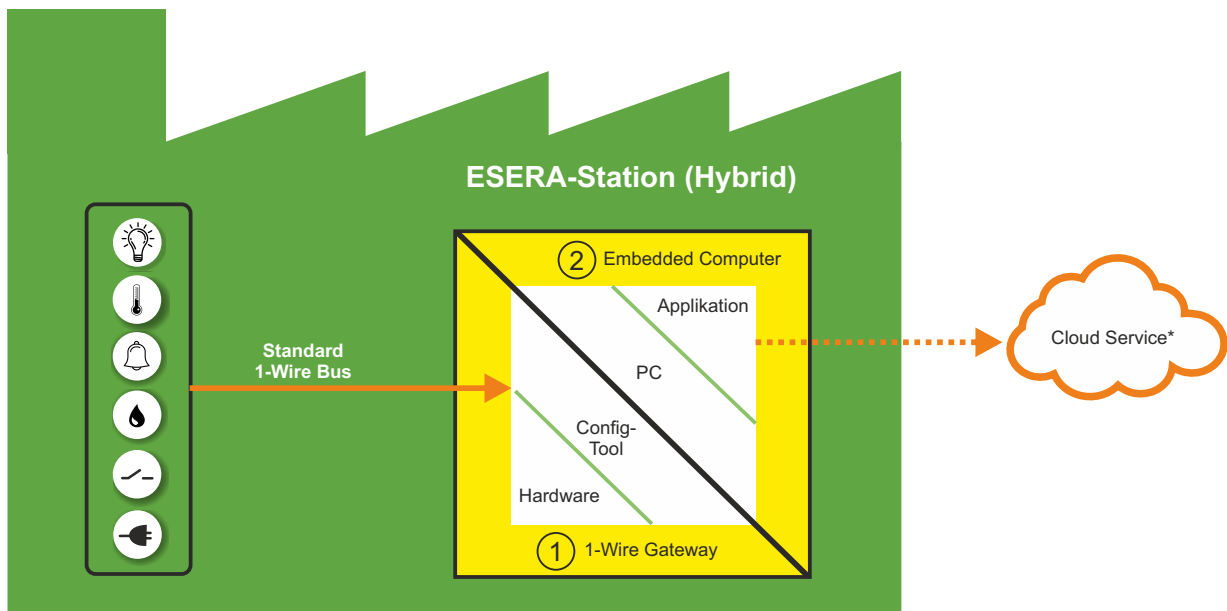 ESERA-Station (Hybrid)
2 Embedded Computer
Applikation
Cloud Service*
Standard
1-Wire Bus
PC
Config-
Tool
Hardware
1 1-Wire Gateway